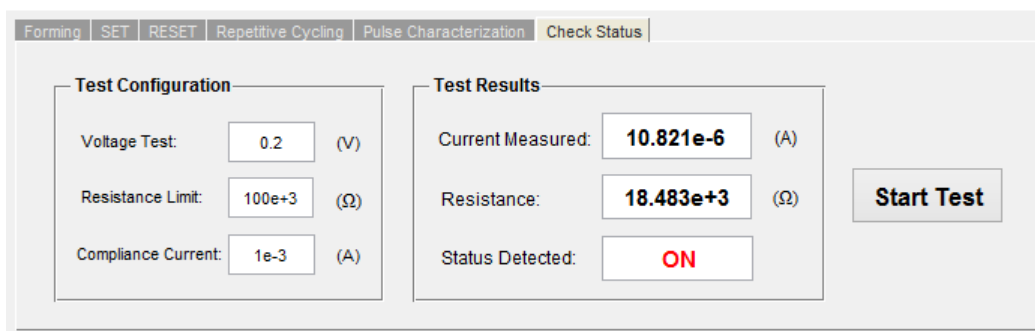 Forming SET RESET Repetitive Cycling Pulse Characterization Check Status
Test Configuration
Voltage Test: 0.2 (V)
Resistance Limit: 100e+3 (Ω)
Compliance Current: 1e-3 (A)
Test Results
Current Measured: 10.821e-6 (A)
Resistance: 18.483e+3 (Ω)
Status Detected: ON
Start Test